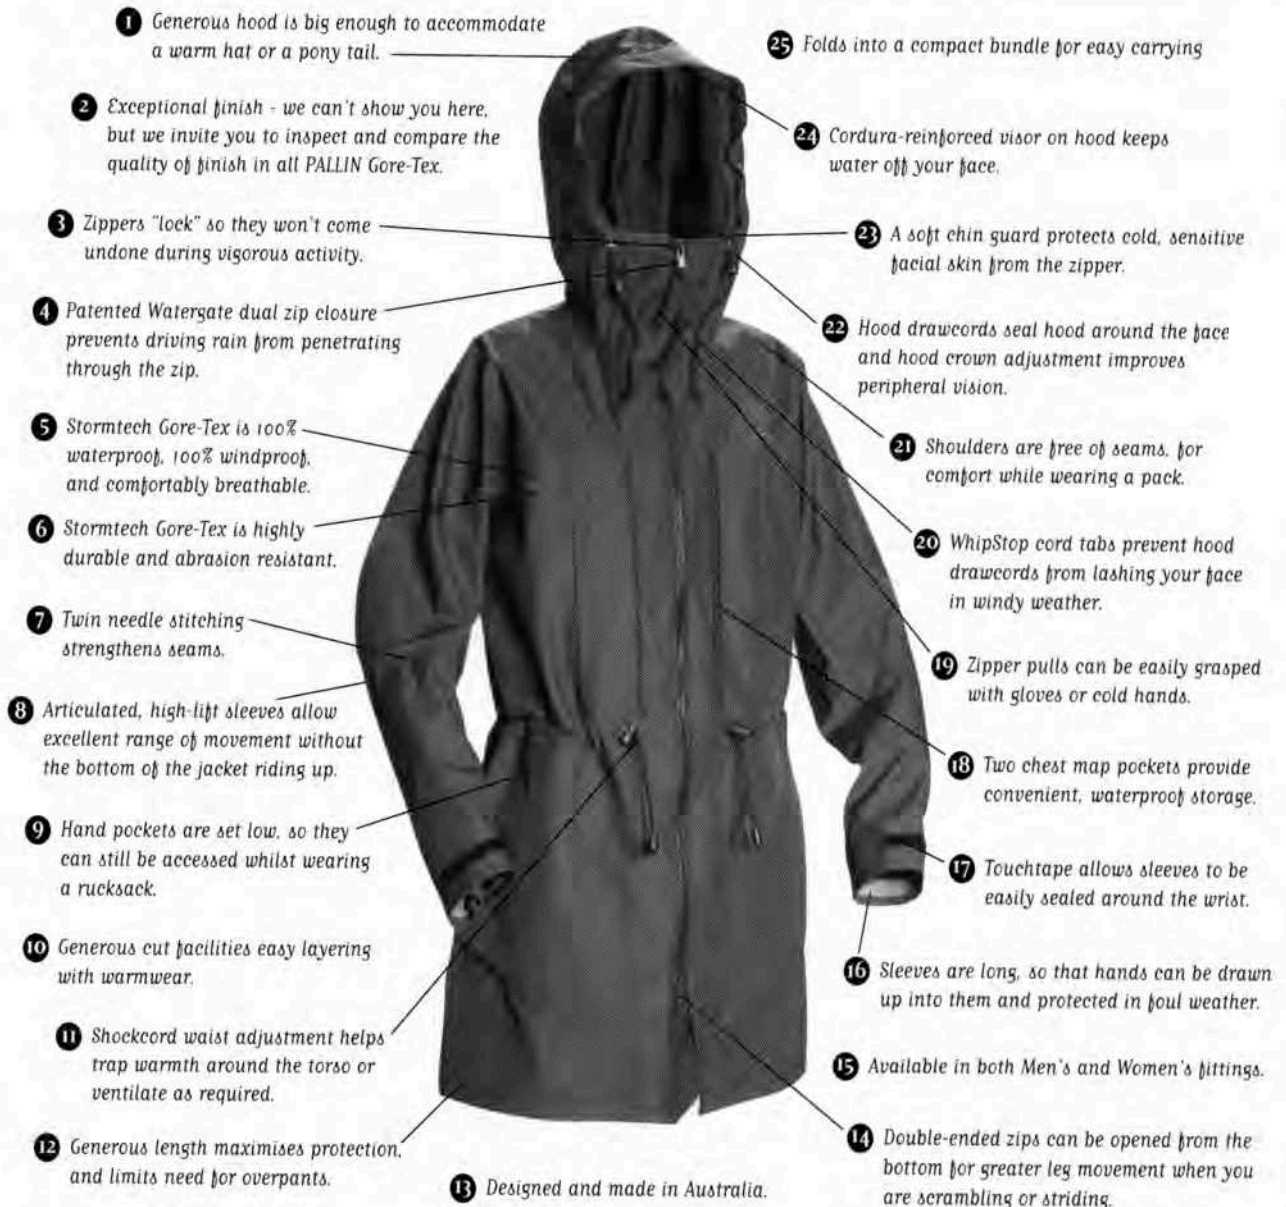 1 Generous hood is big enough to accommodate
a warm hat or a pony tail.
2 Exceptional finish - we can't show you here,
but we invite you to inspect and compare the
quality of finish in all PALLIN Gore-Tex.
3 Zippers "lock" so they won't come
undone during vigorous activity.
4 Patented Watergate dual zip closure
prevents driving rain from penetrating
through the zip.
5 Stormtech Gore-Tex is 100%
waterproof, 100% windproof,
and comfortably breathable.
6 Stormtech Gore-Tex is highly
durable and abrasion resistant.
7 Twin needle stitching
strengthens seams.
8 Articulated, high-lift sleeves allow
excellent range of movement without
the bottom of the jacket riding up.
9 Hand pockets are set low, so they
can still be accessed whilst wearing
a rucksack.
10 Generous cut facilities easy layering
with warmwear.
11 Shockcord waist adjustment helps
trap warmth around the torso or
ventilate as required.
12 Generous length maximises protection,
and limits need for overpants.
13 Designed and made in Australia.
14 Double-ended zips can be opened from the
bottom for greater leg movement when you
are scrambling or striding.
15 Available in both Men's and Women's fittings.
16 Sleeves are long, so that hands can be drawn
up into them and protected in foul weather.
17 Touchtape allows sleeves to be
easily sealed around the wrist.
18 Two chest map pockets provide
convenient, waterproof storage.
19 Zipper pulls can be easily grasped
with gloves or cold hands.
20 WhipStop cord tabs prevent hood
drawcords from lashing your face
in windy weather.
21 Shoulders are free of seams, for
comfort while wearing a pack.
22 Hood drawcords seal hood around the face
and hood crown adjustment improves
peripheral vision.
23 A soft chin guard protects cold, sensitive
facial skin from the zipper.
24 Cordura-reinforced visor on hood keeps
water off your face.
25 Folds into a compact bundle for easy carrying